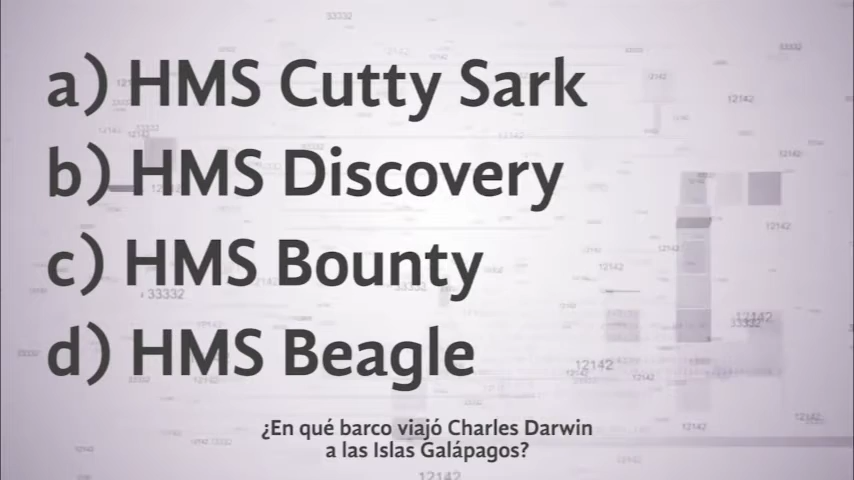 a) HMS Cutty Sark
b) HMS Discovery
c) HMS Bounty
d) HMS Beagle
¿En qué barco viajó Charles Darwin
a las Islas Galápagos?